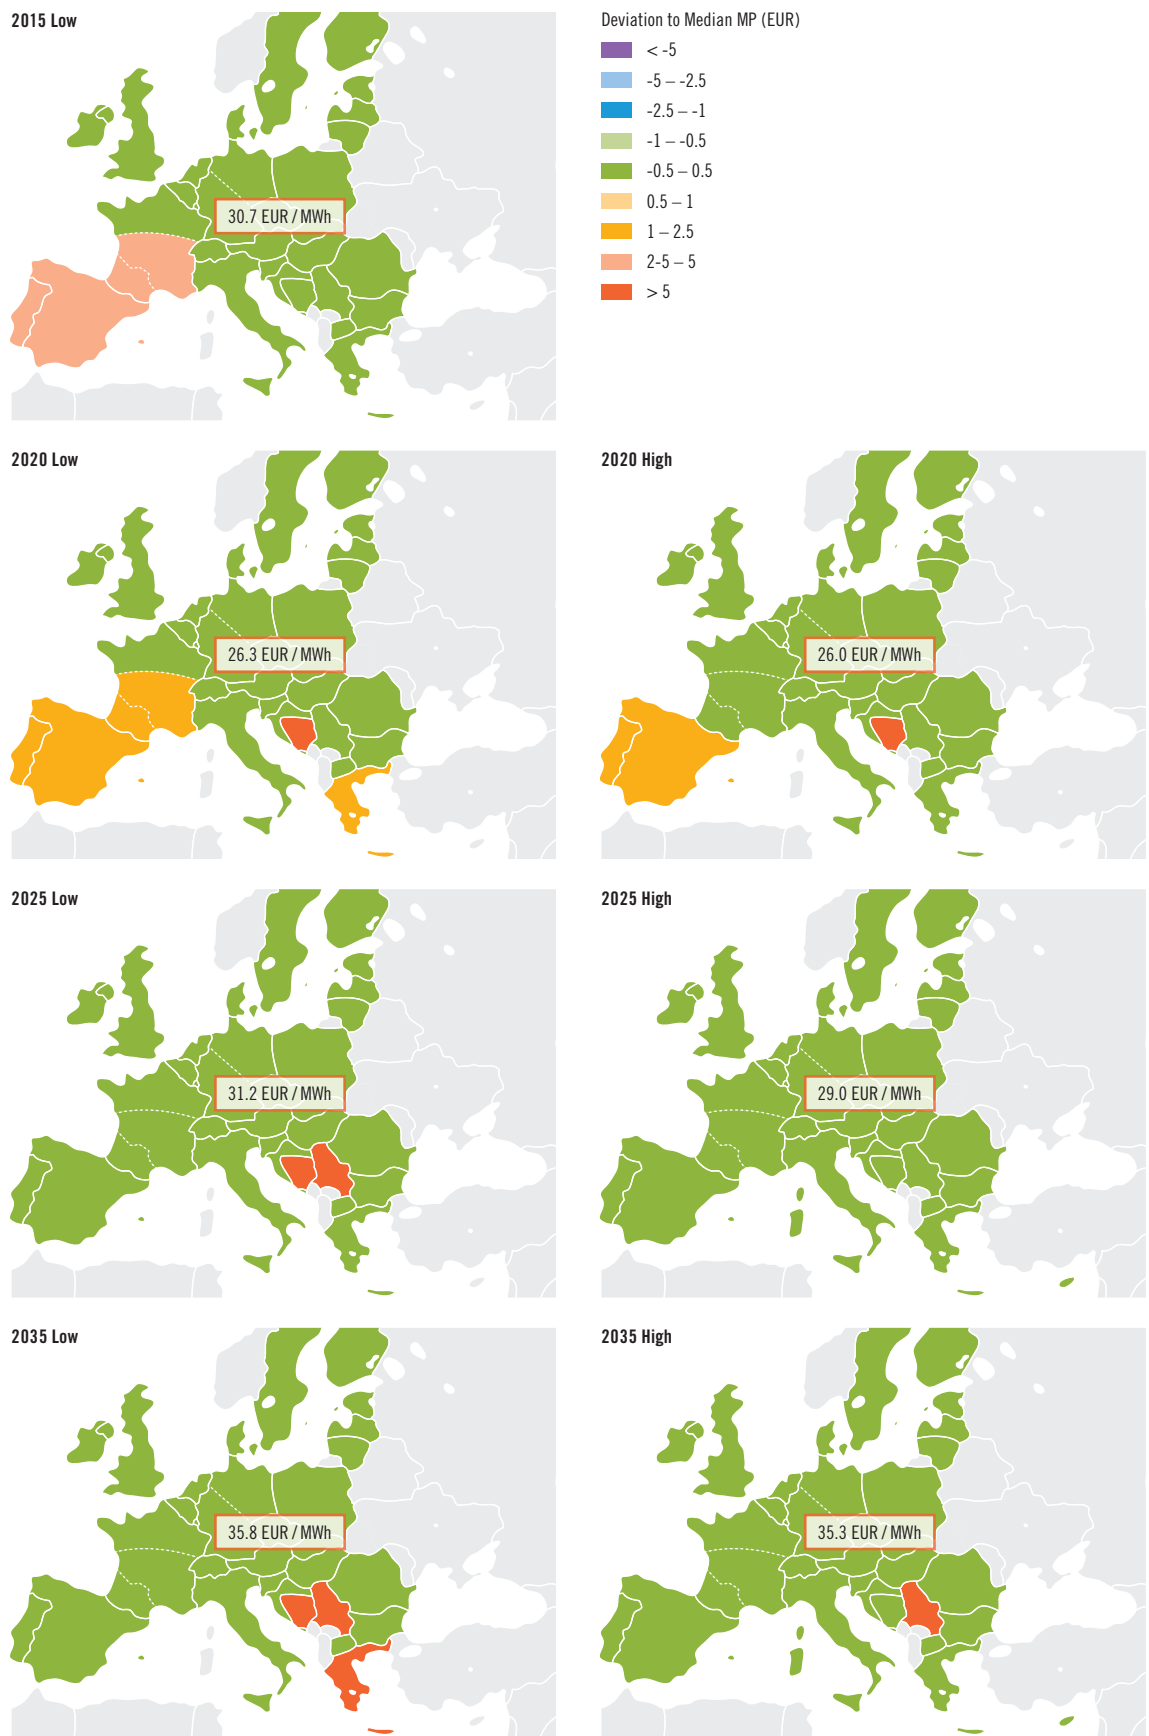 2015 Low
30.7 EUR / MWh
Deviation to Median MP (EUR)
< -5
-5 – -2.5
-2.5 – -1
-1 – -0.5
-0.5 – 0.5
0.5 – 1
1 – 2.5
2-5 – 5
> 5
2020 Low
26.3 EUR / MWh
2020 High
26.0 EUR / MWh
2025 Low
31.2 EUR / MWh
2025 High
29.0 EUR / MWh
2035 Low
35.8 EUR / MWh
2035 High
35.3 EUR / MWh